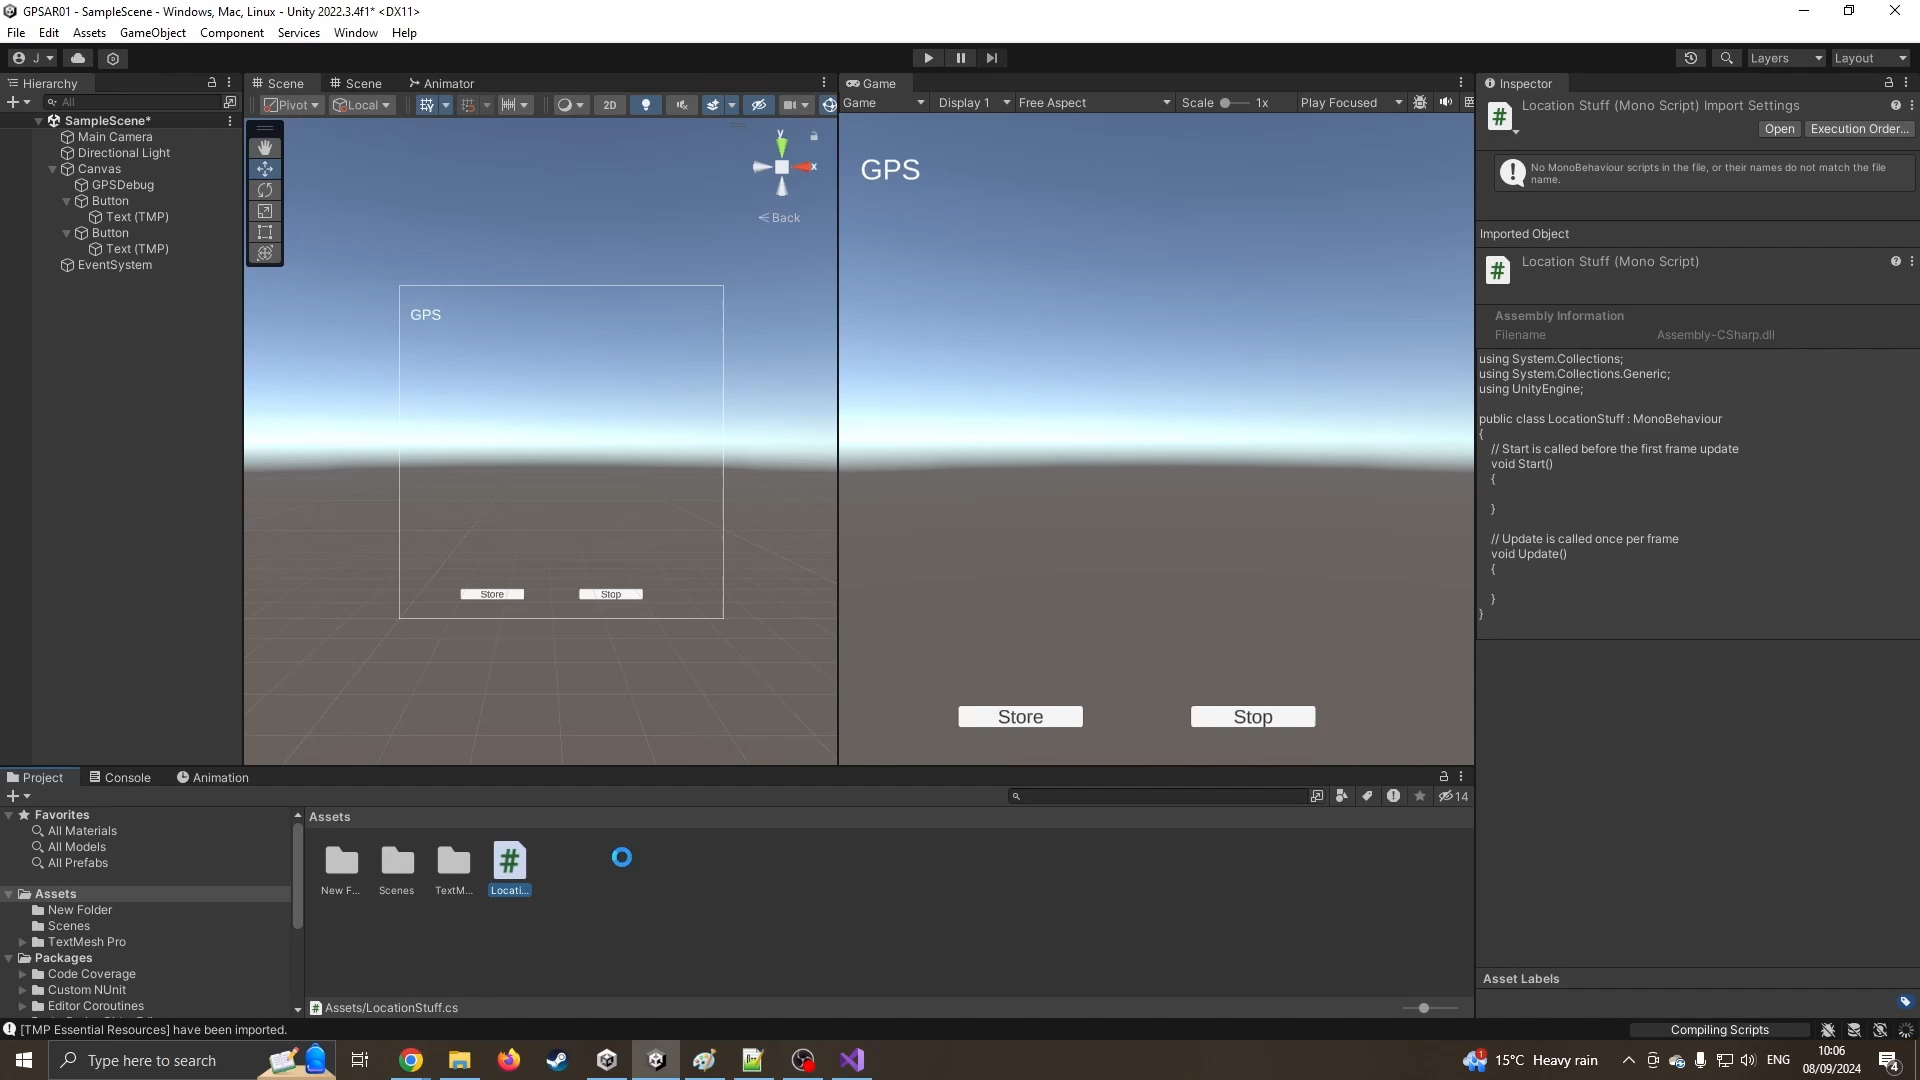 GPSAR01 - SampleScene - Windows, Mac, Linux - Unity 2022.3.4f1* <DX11>
File Edit Assets GameObject Component Services Window Help
J
Layers
Layout
Hierarchy
All
SampleScene*
Main Camera
Directional Light
Canvas
GPSDebug
Button
Text (TMP)
Button
Text (TMP)
EventSystem
Scene Scene Animator
Pivot Local 2D
y
x
Back
GPS
Store Stop
Game
Game Display 1 Free Aspect Scale 1x Play Focused
GPS
Store Stop
Inspector
Location Stuff (Mono Script) Import Settings
Open Execution Order...
No MonoBehaviour scripts in the file, or their names do not match the file
name.
Imported Object
Location Stuff (Mono Script)
Assembly Information
Filename Assembly-CSharp.dll
using System.Collections;
using System.Collections.Generic;
using UnityEngine;
public class LocationStuff : MonoBehaviour
{
// Start is called before the first frame update
void Start()
{
}
// Update is called once per frame
void Update()
{
}
}
Asset Labels
Project Console Animation
14
Favorites
All Materials
All Models
All Prefabs
Assets
New Folder
Scenes
TextMesh Pro
Packages
Code Coverage
Custom NUnit
Editor Coroutines
Assets
New F... Scenes TextM... Locati...
Assets/LocationStuff.cs
[TMP Essential Resources] have been imported.
Compiling Scripts
Type here to search
15°C Heavy rain
ENG
10:06
08/09/2024
4